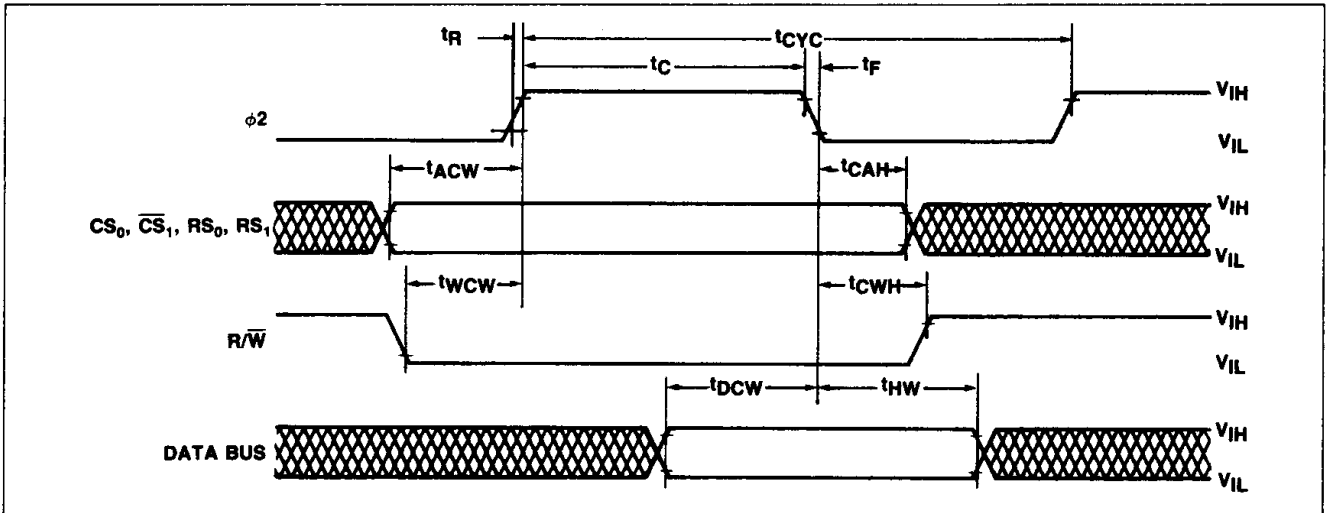 tR
tCYC
tC
tF
VIH
ϕ2
VIL
tACW
tCAH
VIH
CS0, C̅S̅1, RS0, RS1
VIL
tWCW
tCWH
VIH
R/W̅
VIL
tDCW
tHW
VIH
DATA BUS
VIL